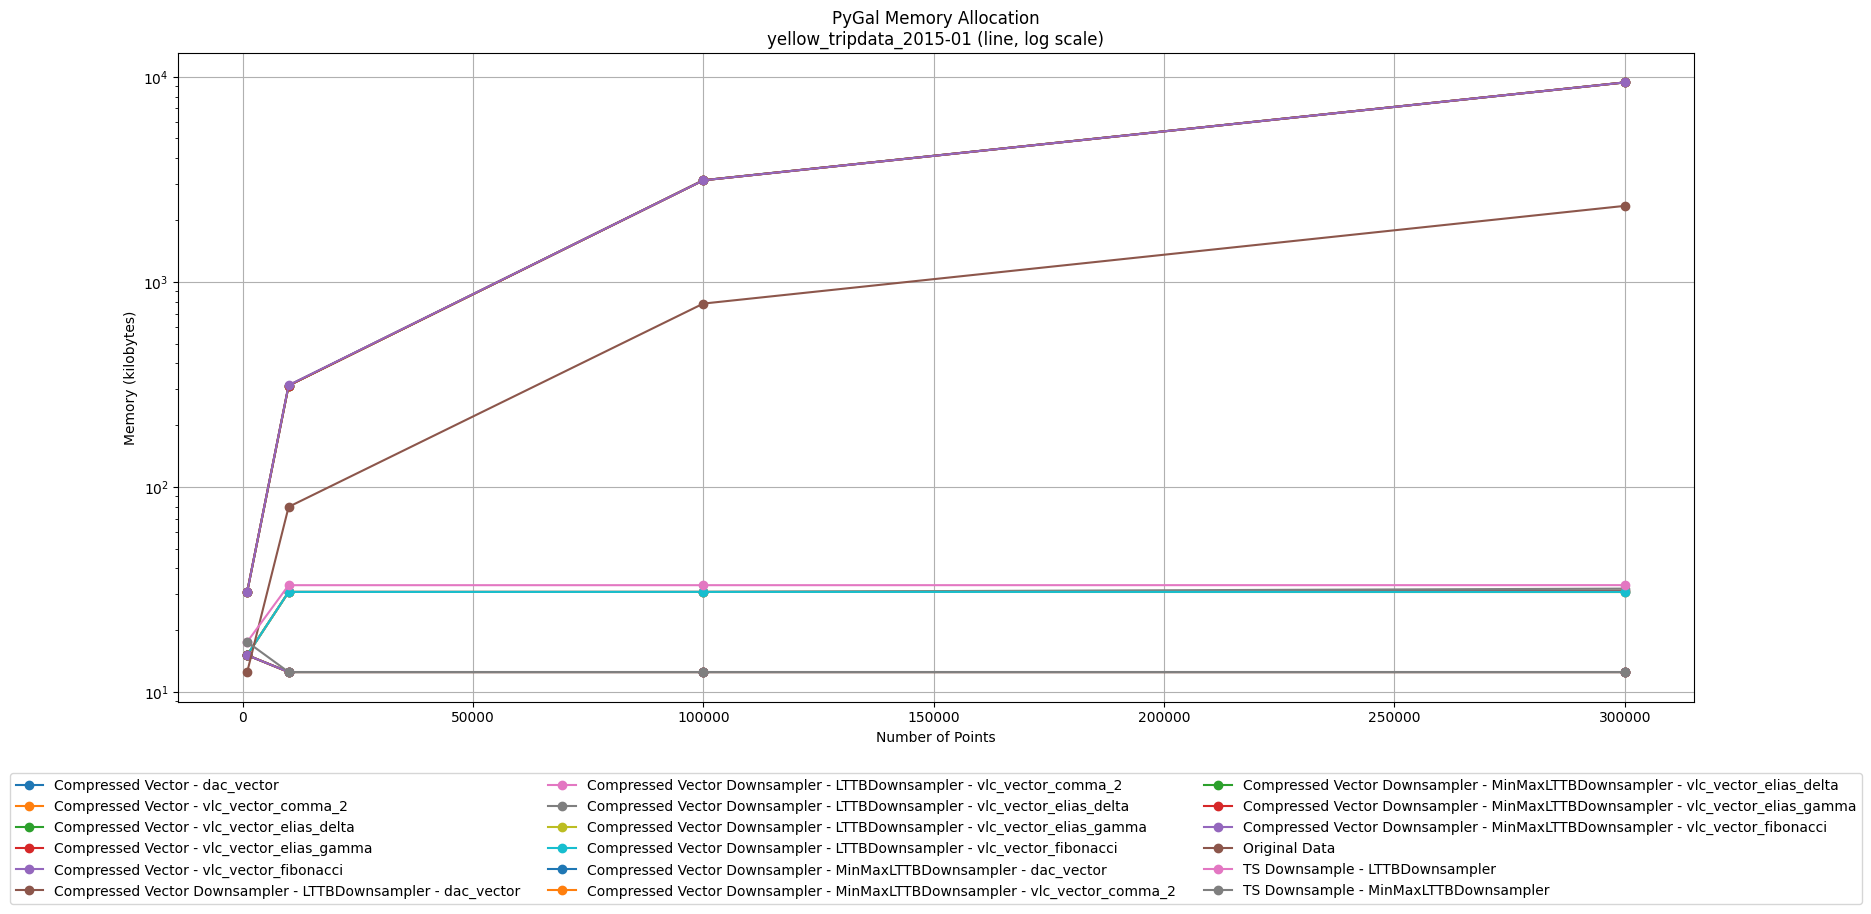 PyGal Memory Allocation
yellow_tripdata_2015-01 (line, log scale)
Memory (kilobytes)
10⁴
10³
10²
10¹
0
50000
100000
150000
200000
250000
300000
Number of Points
Compressed Vector - dac_vector
Compressed Vector - vlc_vector_comma_2
Compressed Vector - vlc_vector_elias_delta
Compressed Vector - vlc_vector_elias_gamma
Compressed Vector - vlc_vector_fibonacci
Compressed Vector Downsampler - LTTBDownsampler - dac_vector
Compressed Vector Downsampler - LTTBDownsampler - vlc_vector_comma_2
Compressed Vector Downsampler - LTTBDownsampler - vlc_vector_elias_delta
Compressed Vector Downsampler - LTTBDownsampler - vlc_vector_elias_gamma
Compressed Vector Downsampler - LTTBDownsampler - vlc_vector_fibonacci
Compressed Vector Downsampler - MinMaxLTTBDownsampler - dac_vector
Compressed Vector Downsampler - MinMaxLTTBDownsampler - vlc_vector_comma_2
Compressed Vector Downsampler - MinMaxLTTBDownsampler - vlc_vector_elias_delta
Compressed Vector Downsampler - MinMaxLTTBDownsampler - vlc_vector_elias_gamma
Compressed Vector Downsampler - MinMaxLTTBDownsampler - vlc_vector_fibonacci
Original Data
TS Downsample - LTTBDownsampler
TS Downsample - MinMaxLTTBDownsampler